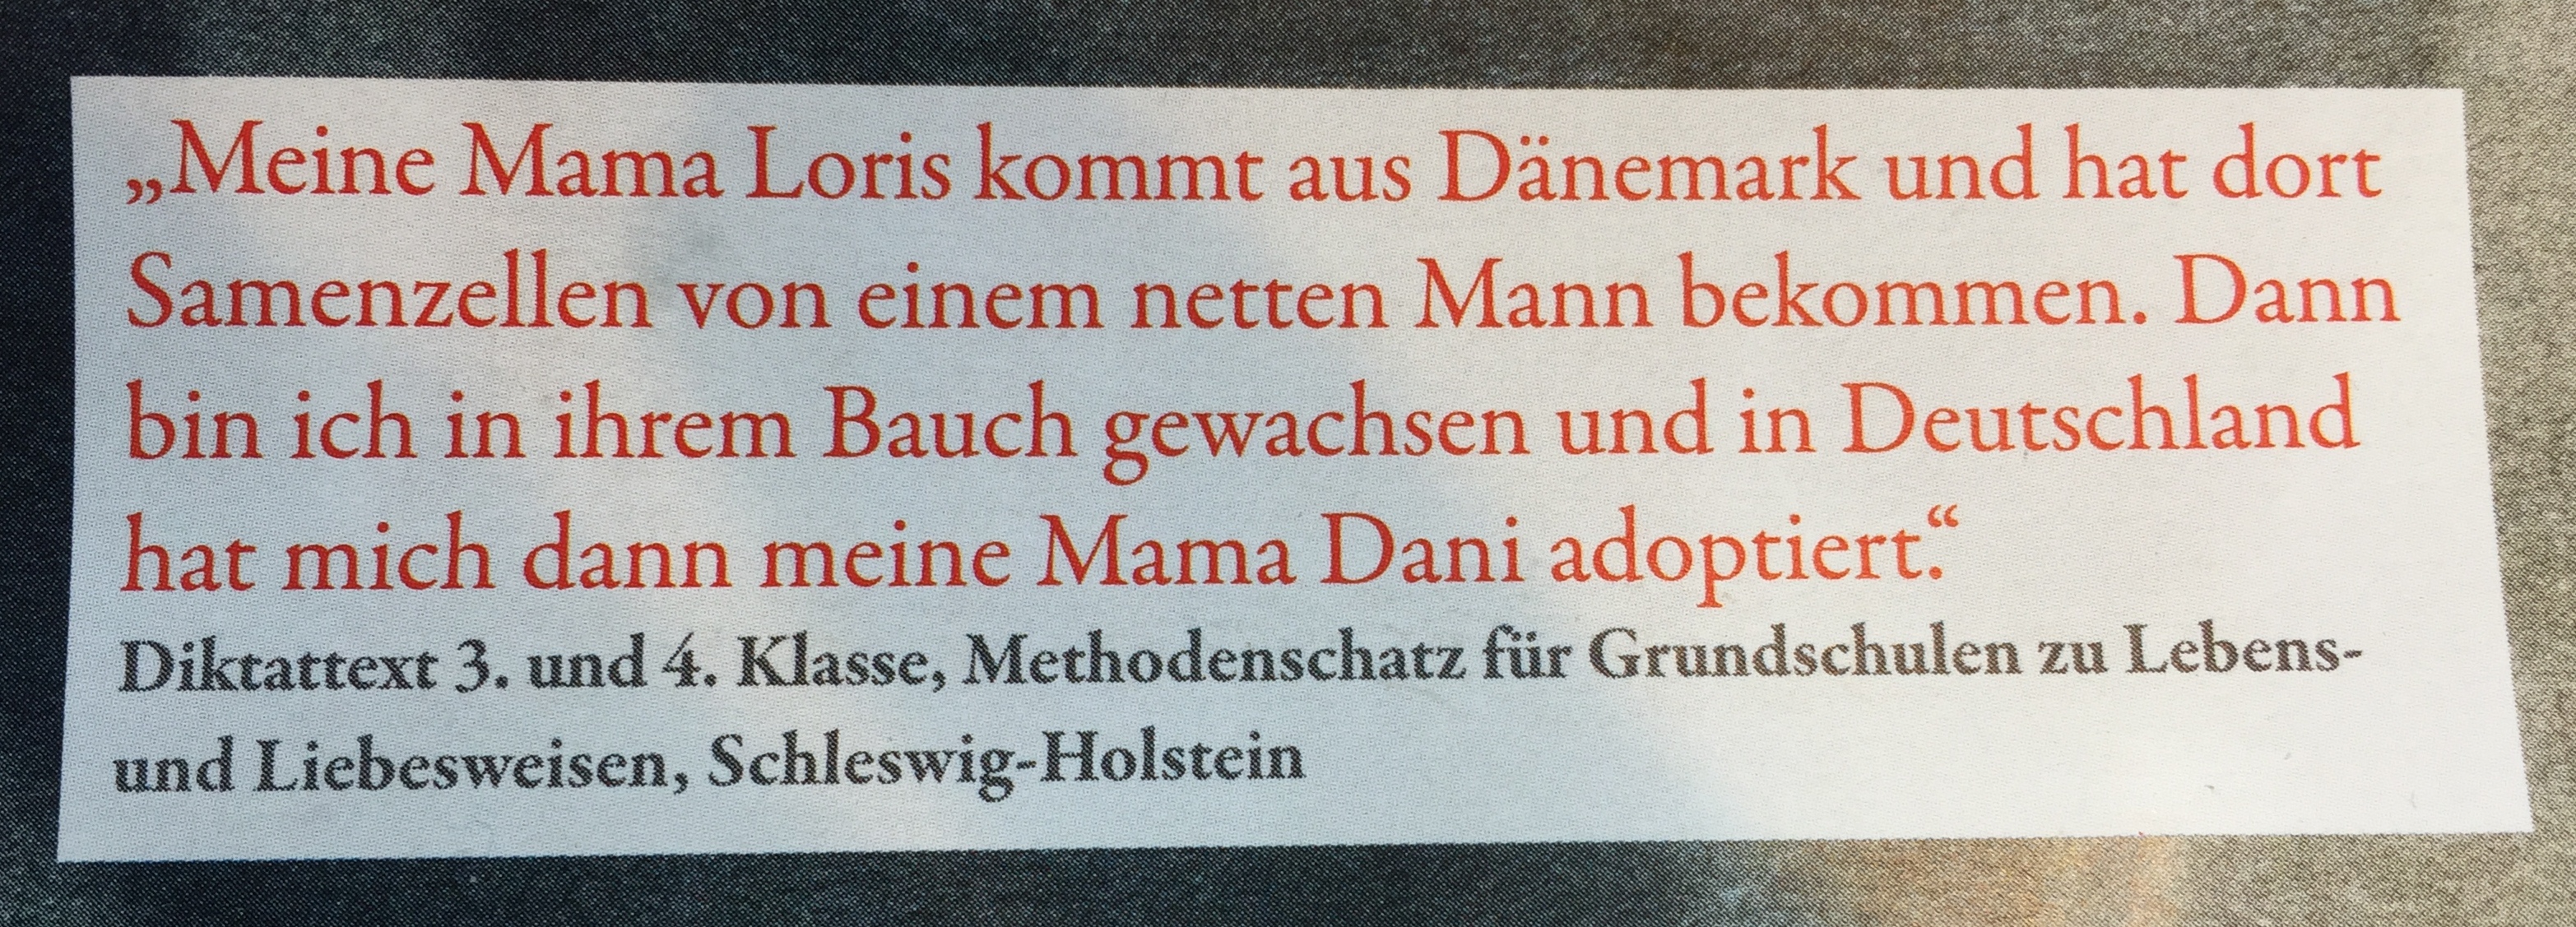 „Meine Mama Loris kommt aus Dänemark und hat dort
Samenzellen von einem netten Mann bekommen. Dann
bin ich in ihrem Bauch gewachsen und in Deutschland
hat mich dann meine Mama Dani adoptiert.“
Diktattext 3. und 4. Klasse, Methodenschatz für Grundschulen zu Lebens-
und Liebesweisen, Schleswig-Holstein